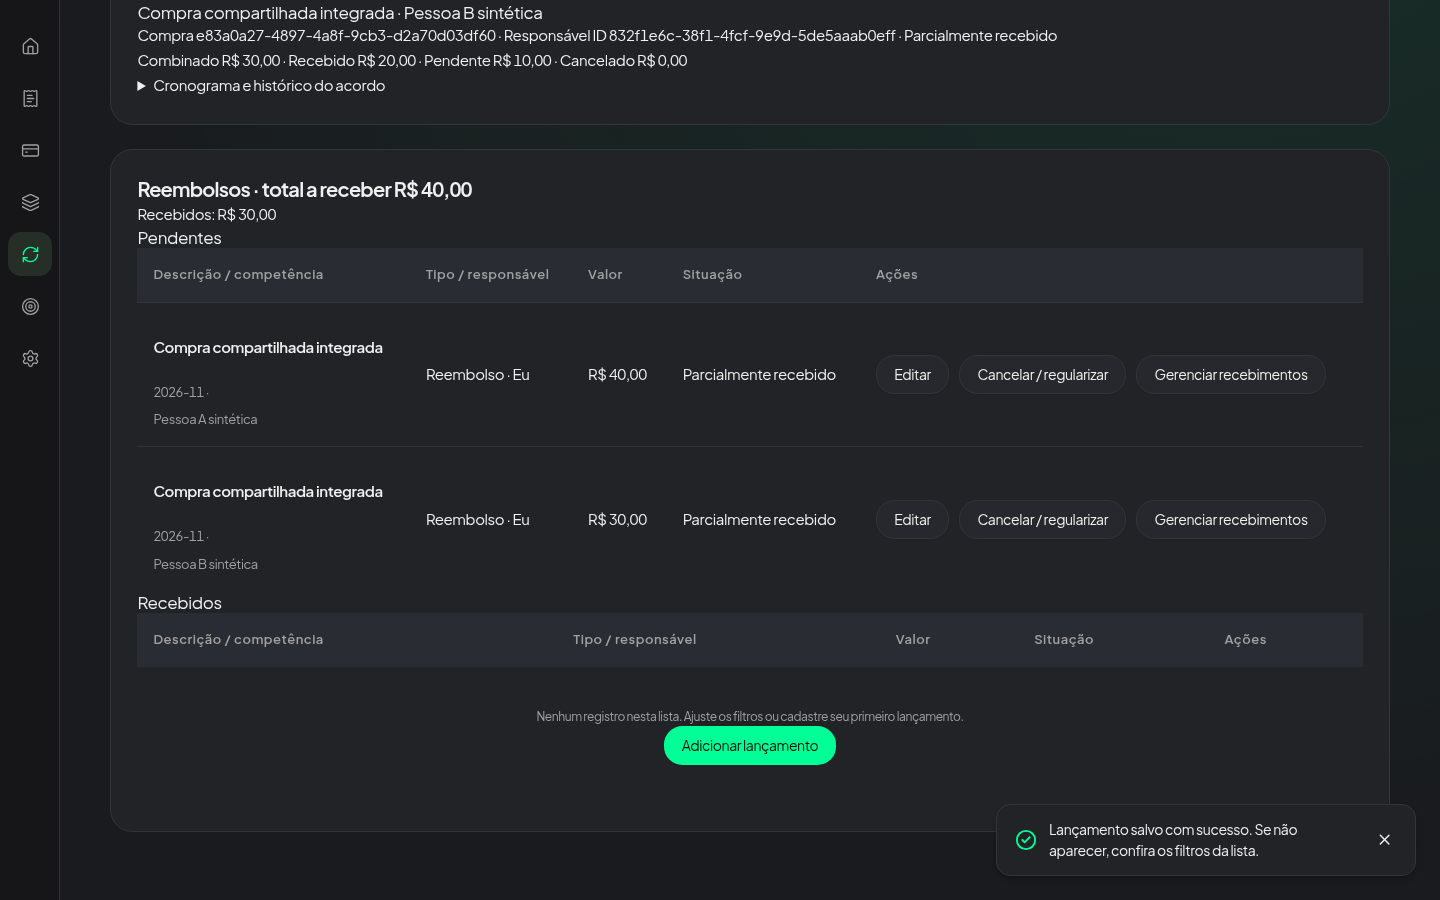 Compra compartilhada integrada · Pessoa B sintética
Compra e83a0a27-4897-4a8f-9cb3-d2a70d03df60 · Responsável ID 832f1e6c-38f1-4fcf-9e9d-5de5aaab0eff · Parcialmente recebido
Combinado R$ 30,00 · Recebido R$ 20,00 · Pendente R$ 10,00 · Cancelado R$ 0,00
Cronograma e histórico do acordo
Reembolsos · total a receber R$ 40,00
Recebidos: R$ 30,00
Pendentes
Descrição / competência Tipo / responsável Valor Situação Ações
Compra compartilhada integrada
2026-11 ·
Pessoa A sintética
Reembolso · Eu R$ 40,00 Parcialmente recebido Editar Cancelar / regularizar Gerenciar recebimentos
Compra compartilhada integrada
2026-11 ·
Pessoa B sintética
Reembolso · Eu R$ 30,00 Parcialmente recebido Editar Cancelar / regularizar Gerenciar recebimentos
Recebidos
Descrição / competência Tipo / responsável Valor Situação Ações
Nenhum registro nesta lista. Ajuste os filtros ou cadastre seu primeiro lançamento.
Adicionar lançamento
Lançamento salvo com sucesso. Se não
aparecer, confira os filtros da lista.